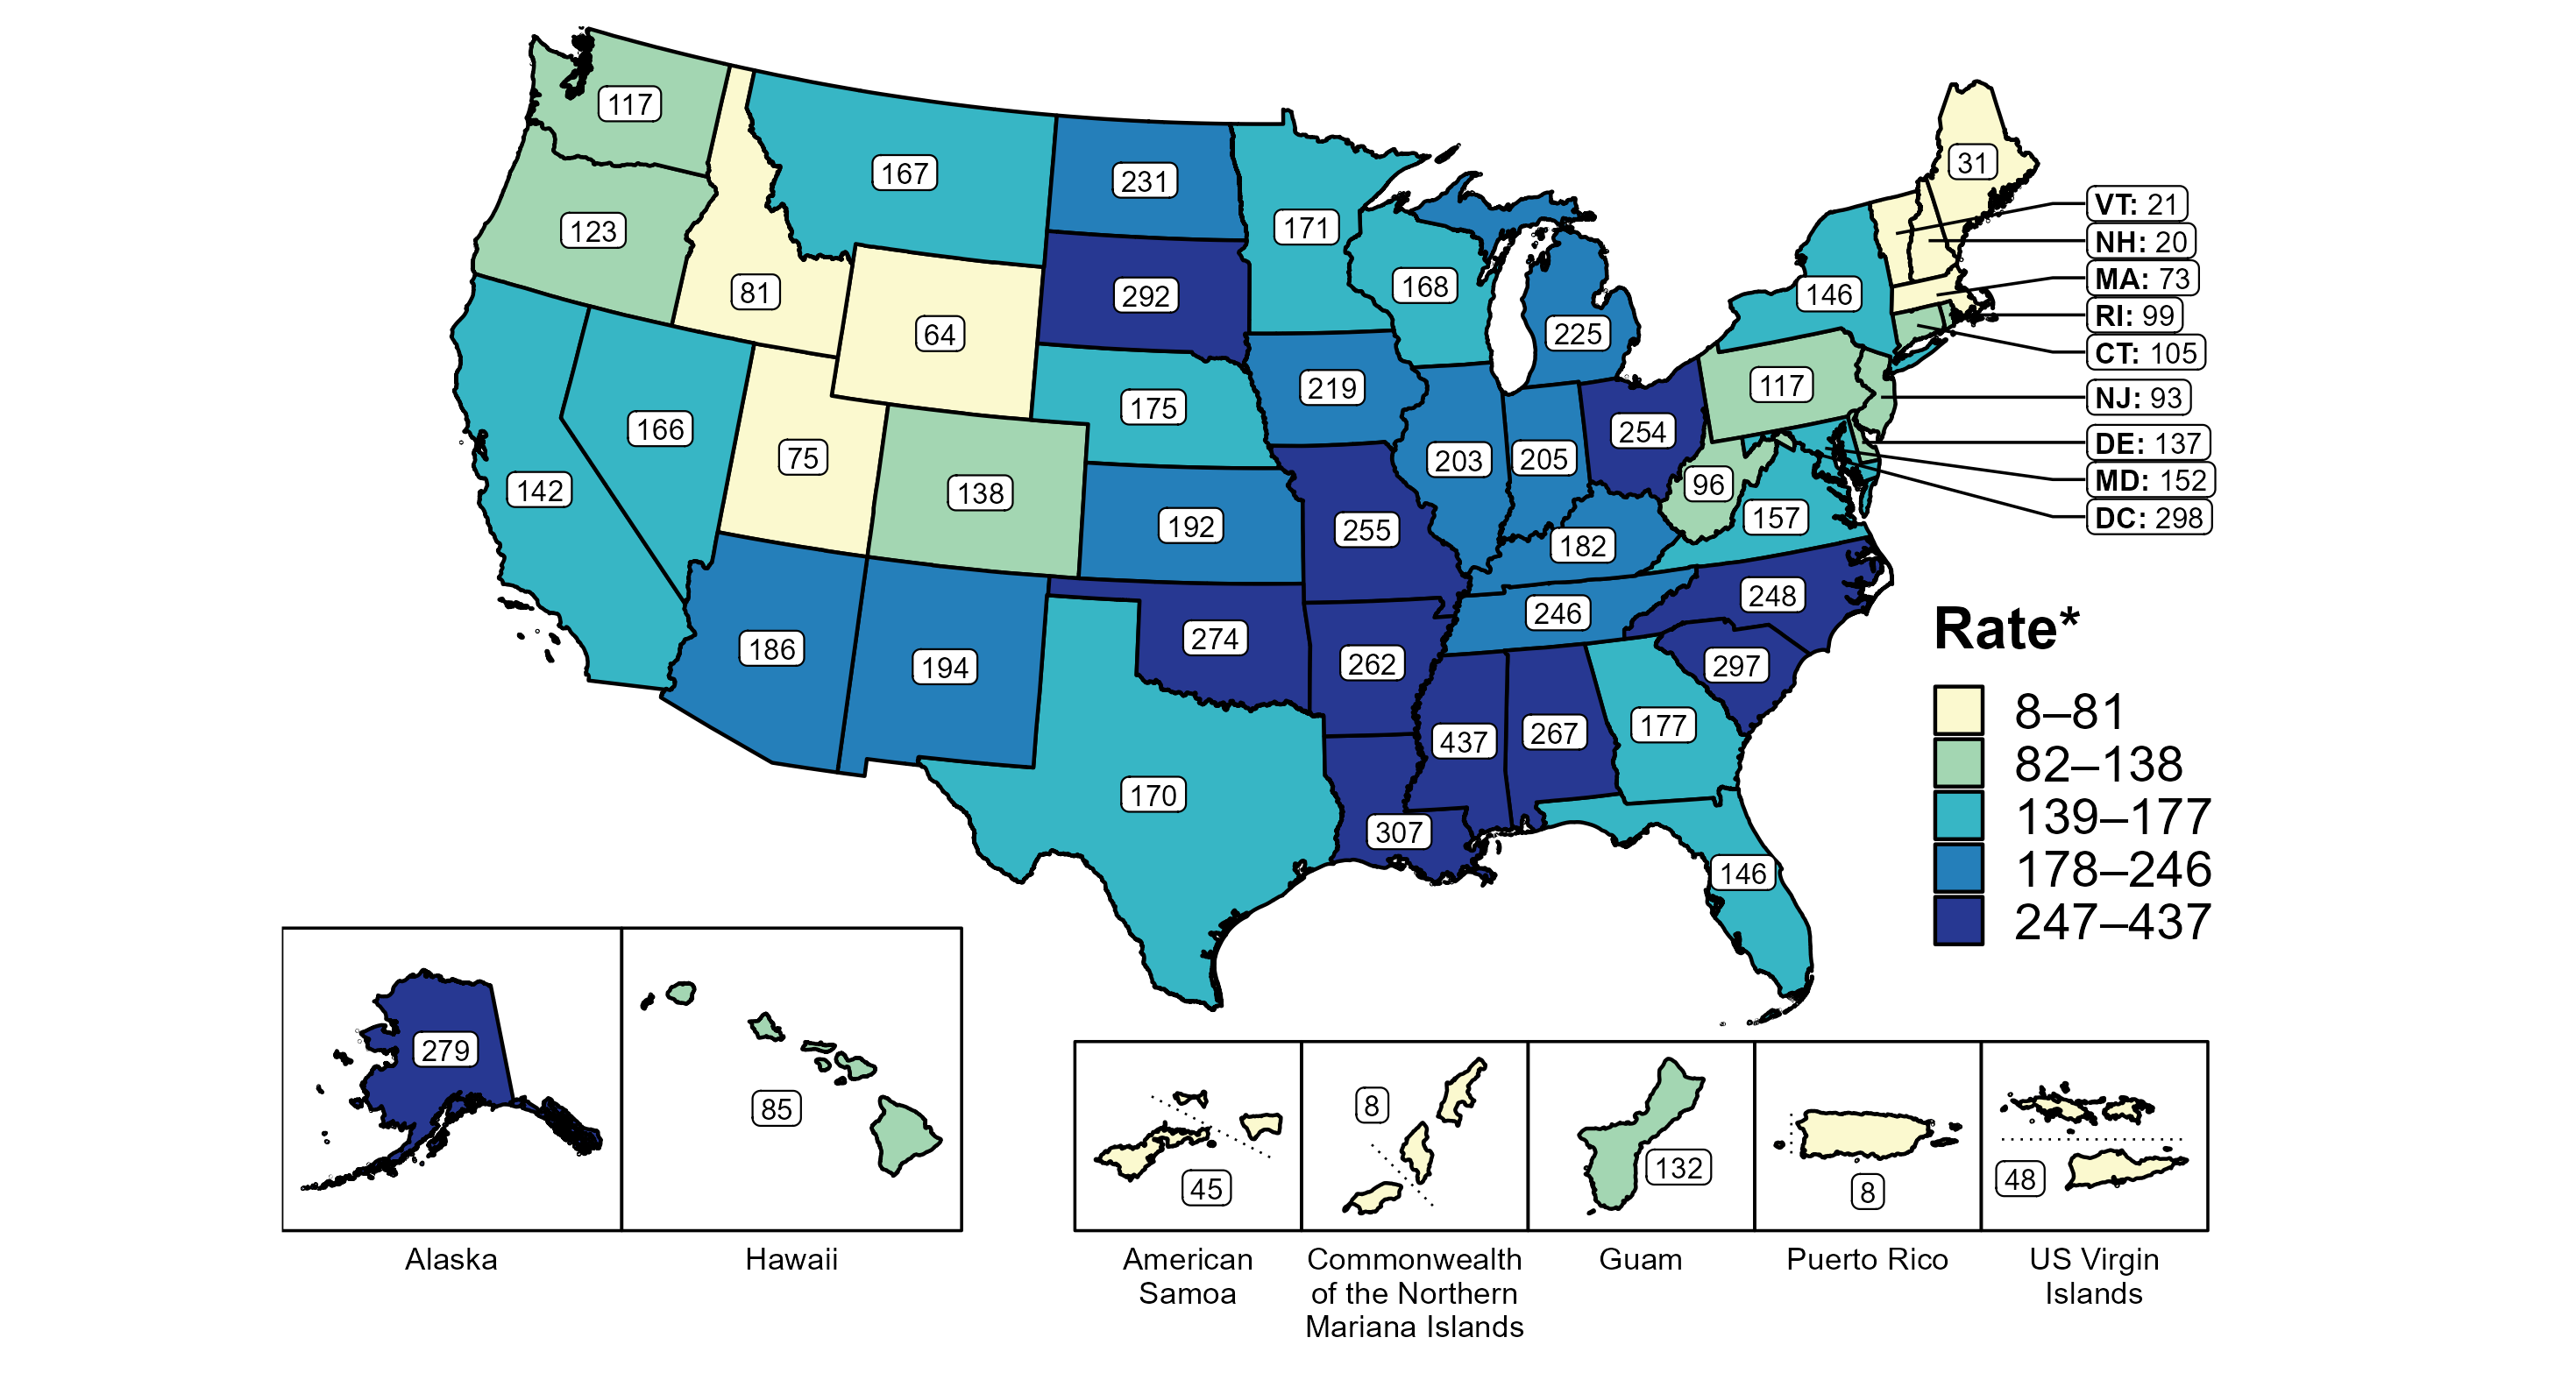 117
31
167
231
VT: 21
171
123
NH: 20
MA: 73
168
81
292
146
RI: 99
64
225
CT: 105
117
219
NJ: 93
175
166
254
DE: 137
75
203
205
96
MD: 152
142
138
157
DC: 298
192
255
182
248
246
Rate*
274
186
262
297
194
8–81
177
267
437
82–138
170
139–177
307
146
178–246
247–437
279
85
8
132
48
45
8
Alaska
Hawaii
American
Samoa
Commonwealth
of the Northern
Mariana Islands
Guam
Puerto Rico
US Virgin
Islands